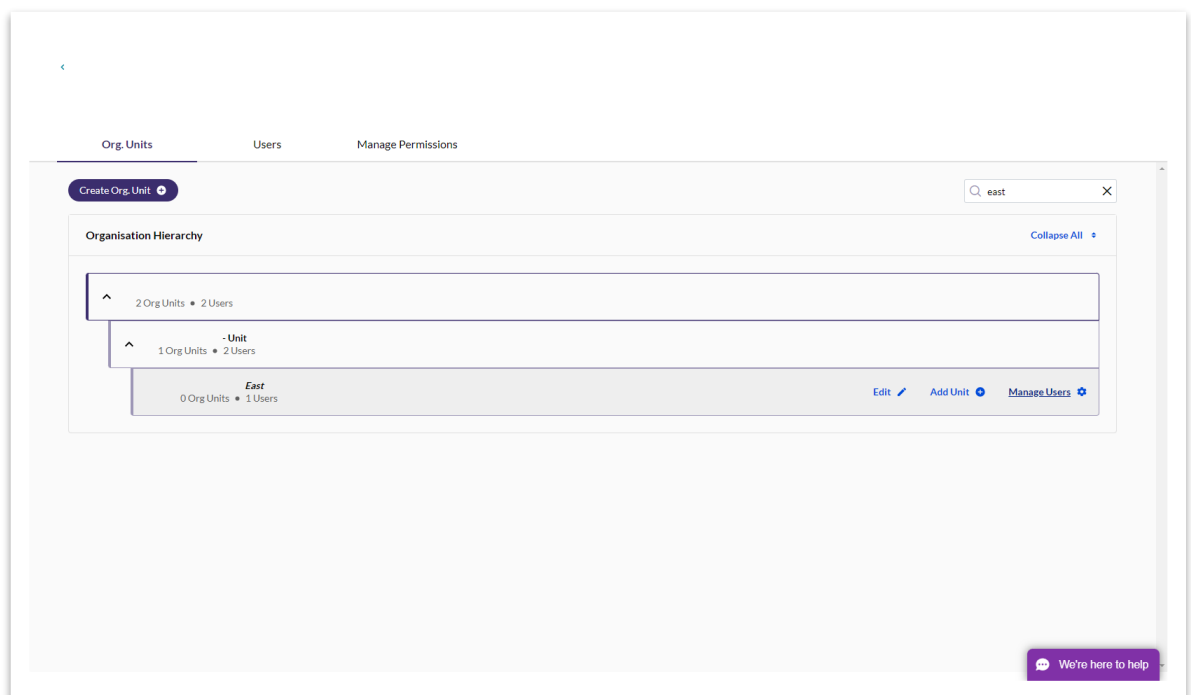 Org. Units Users Manage Permissions
Create Org. Unit
east
Organisation Hierarchy Collapse All
2 Org Units • 2 Users
- Unit
1 Org Units • 2 Users
East
0 Org Units • 1 Users Edit Add Unit Manage Users
We're here to help